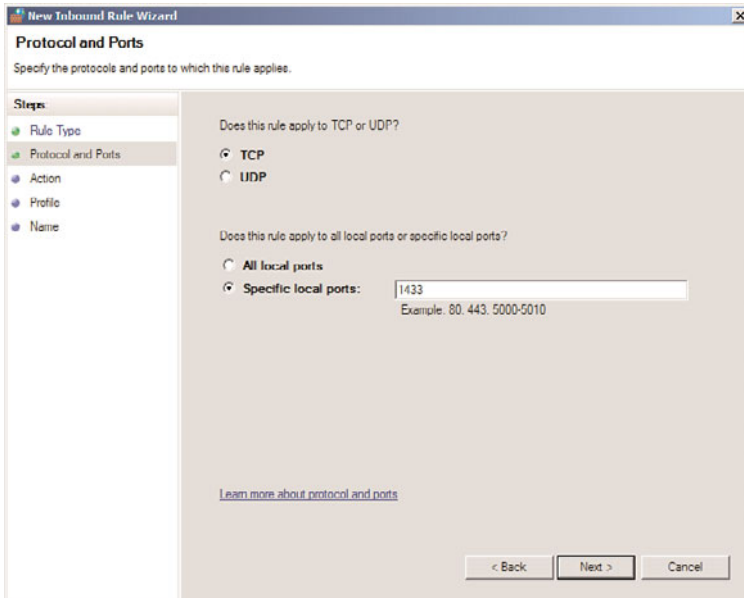 New Inbound Rule Wizard
Protocol and Ports
Specify the protocols and ports to which this rule applies.
Steps:
Rule Type
Protocol and Ports
Action
Profile
Name
Does this rule apply to TCP or UDP?
TCP
UDP
Does this rule apply to all local ports or specific local ports?
All local ports
Specific local ports: 1433
Example: 80, 443, 5000-5010
Learn more about protocol and ports
< Back Next > Cancel